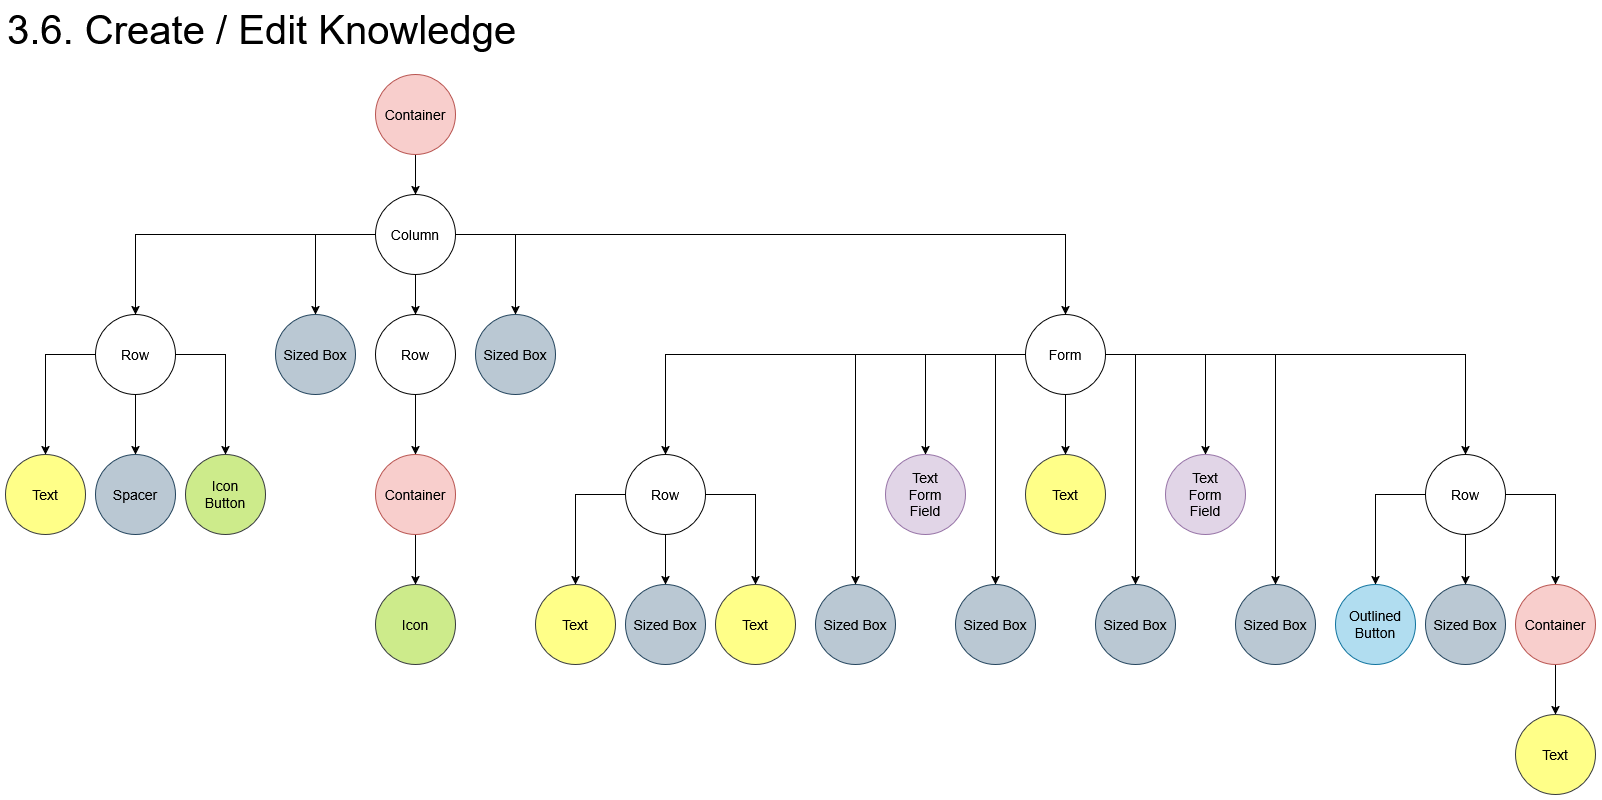 3.6. Create / Edit Knowledge
Container
Column
Row
Sized Box
Row
Sized Box
Form
Text
Spacer
Icon
Button
Container
Row
Text
Form
Field
Text
Text
Form
Field
Row
Icon
Text
Sized Box
Text
Sized Box
Sized Box
Sized Box
Sized Box
Outlined
Button
Sized Box
Container
Text